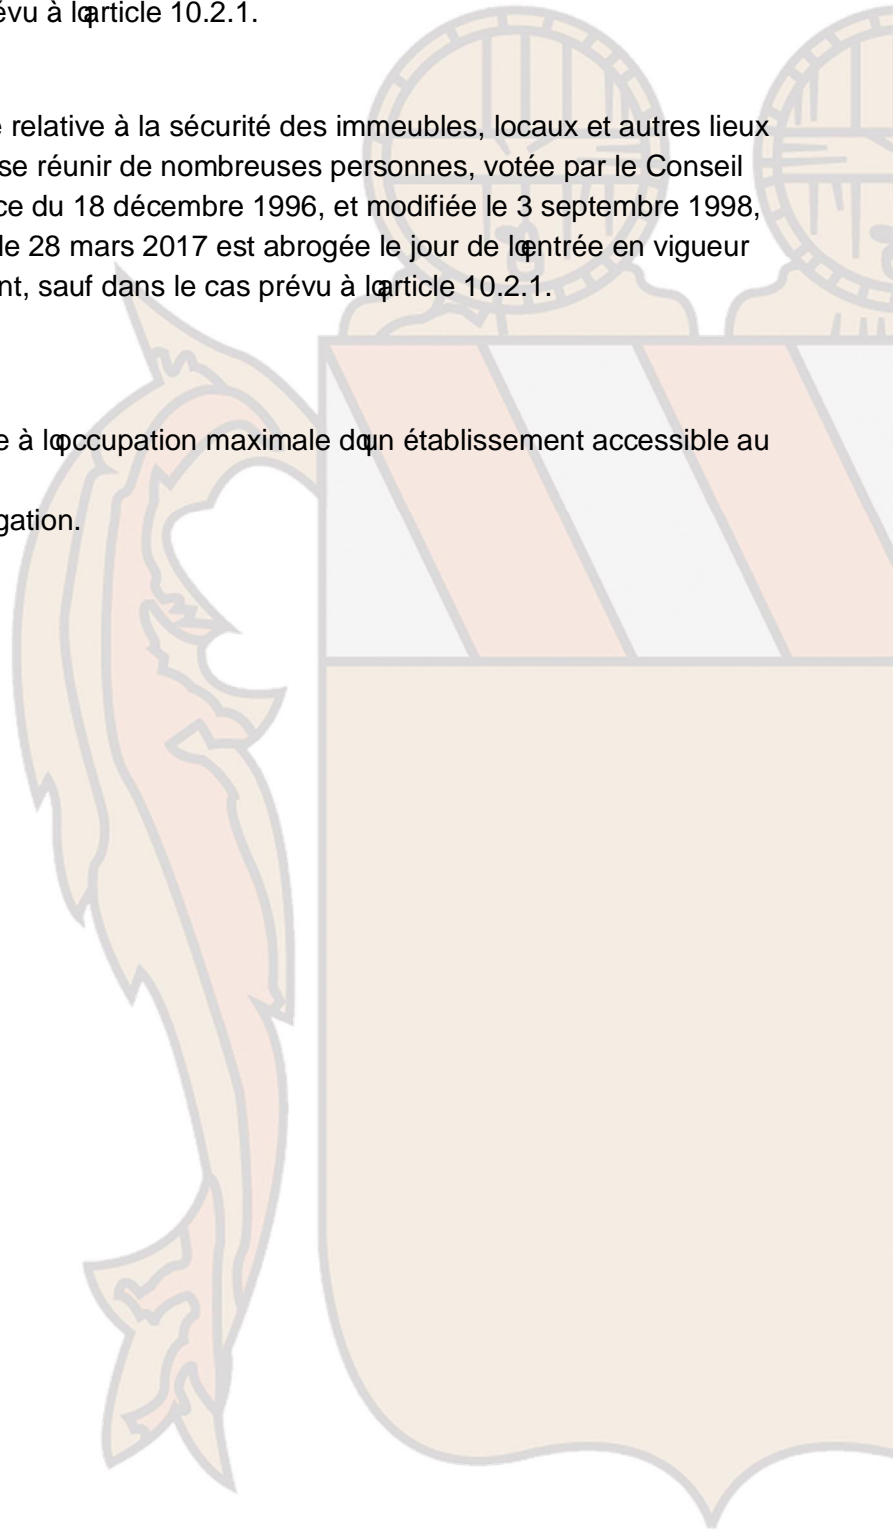 évu à l'article 10.2.1.
e relative à la sécurité des immeubles, locaux et autres lieux
se réunir de nombreuses personnes, votée par le Conseil
ce du 18 décembre 1996, et modifiée le 3 septembre 1998,
le 28 mars 2017 est abrogée le jour de l'entrée en vigueur
nt, sauf dans le cas prévu à l'article 10.2.1.
e à l'occupation maximale d'un établissement accessible au
gation.